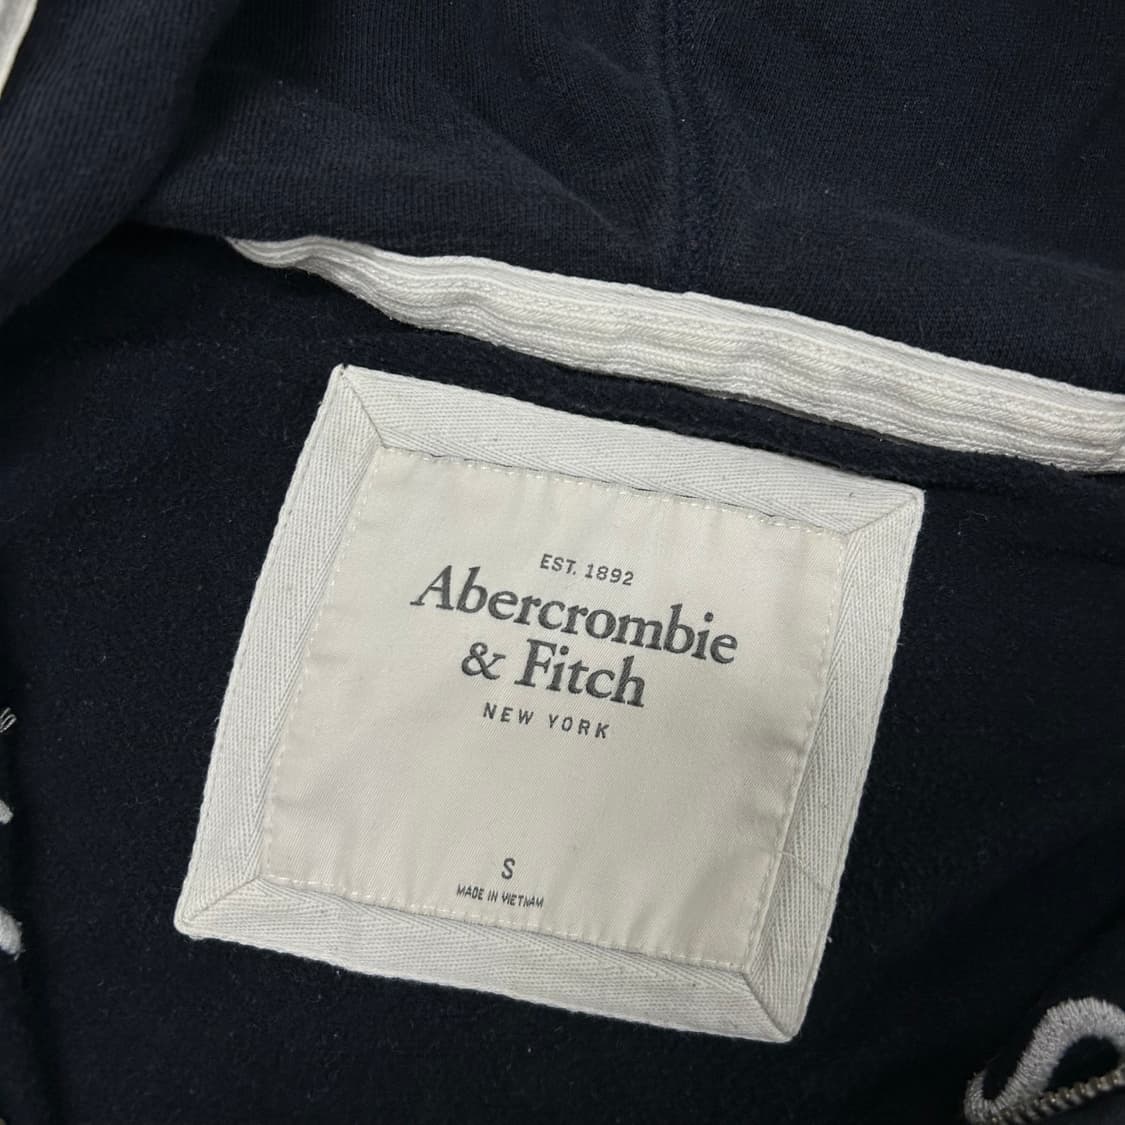 EST. 1892
Abercrombie
& Fitch
NEW YORK
S
MADE IN VIETNAM